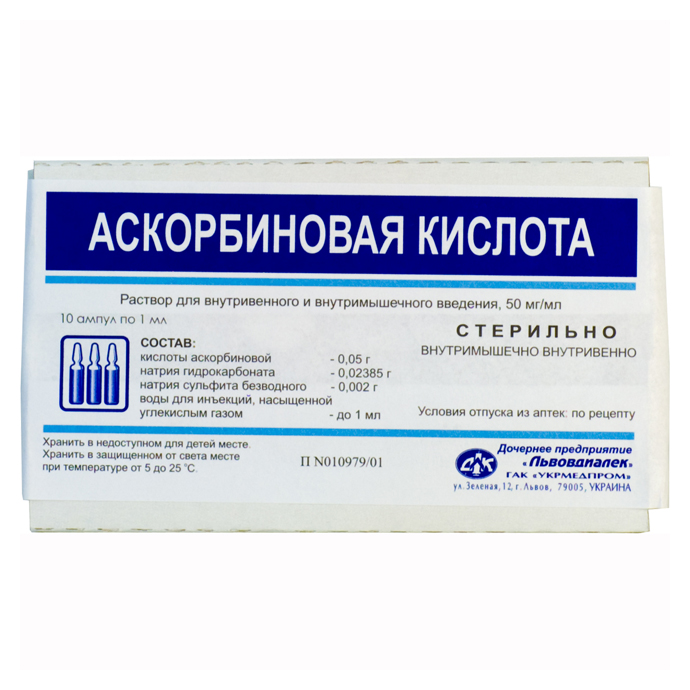 АСКОРБИНОВАЯ КИСЛОТА
Раствор для внутривенного и внутримышечного введения, 50 мг/мл
10 ампул по 1 мл
СТЕРИЛЬНО
ВНУТРИМЫШЕЧНО ВНУТРИВЕННО
СОСТАВ:
кислоты аскорбиновой - 0,05 г
натрия гидрокарбоната - 0,02385 г
натрия сульфита безводного - 0,002 г
воды для инъекций, насыщенной
углекислым газом - до 1 мл
Условия отпуска из аптек: по рецепту
Хранить в недоступном для детей месте.
Хранить в защищенном от света месте
при температуре от 5 до 25 °С.
П N010979/01
Дочернее предприятие
"Львовдиалек"
ГАК "УКРМЕДПРОМ"
ул. Зеленая, 12, г. Львов, 79005, УКРАИНА